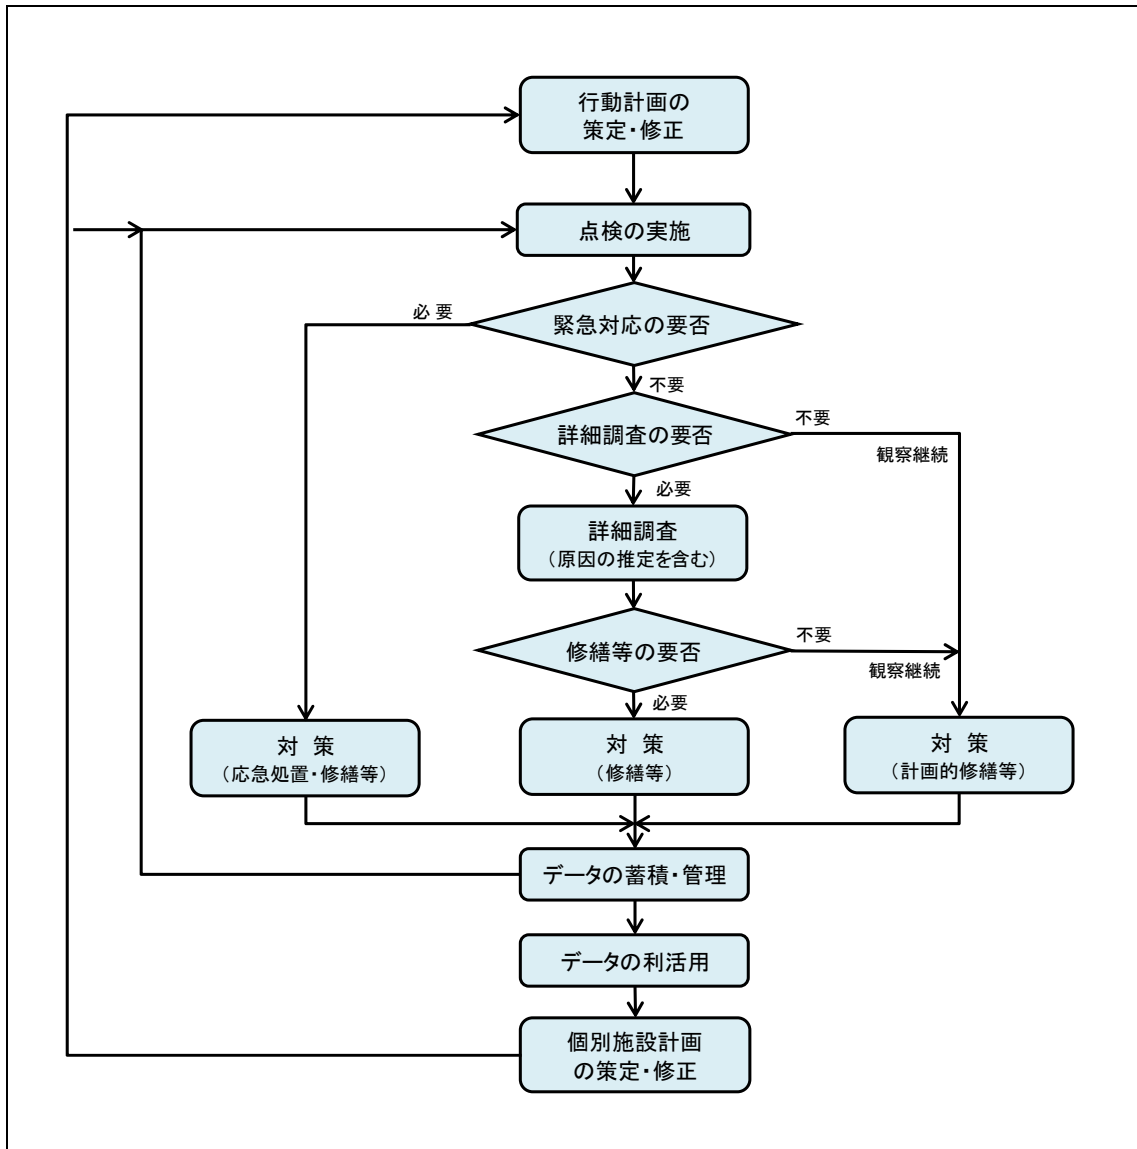 行動計画の
策定・修正
点検の実施
必 要
緊急対応の要否
不要
詳細調査の要否
不要
観察継続
必要
詳細調査
（原因の推定を含む）
修繕等の要否
不要
観察継続
必要
対 策
（応急処置・修繕等）
対 策
（修繕等）
対 策
（計画的修繕等）
データの蓄積・管理
データの利活用
個別施設計画
の策定・修正